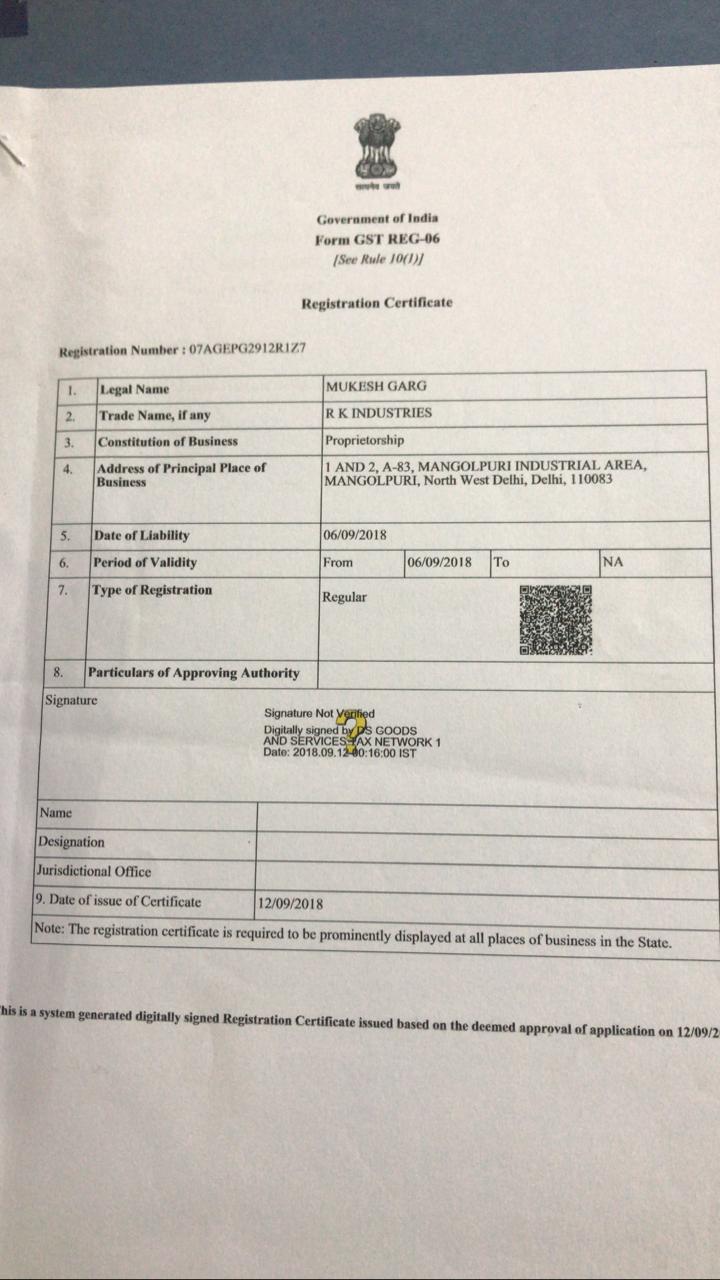 सत्यमेव जयते
Government of India
Form GST REG-06
[See Rule 10(1)]
Registration Certificate
Registration Number : 07AGEPG2912R1Z7
1. Legal Name MUKESH GARG
2. Trade Name, if any R K INDUSTRIES
3. Constitution of Business Proprietorship
4. Address of Principal Place of 1 AND 2, A-83, MANGOLPURI INDUSTRIAL AREA,
Business MANGOLPURI, North West Delhi, Delhi, 110083
5. Date of Liability 06/09/2018
6. Period of Validity From 06/09/2018 To NA
7. Type of Registration Regular
8. Particulars of Approving Authority
Signature
Signature Not Verified
Digitally signed by DS GOODS
AND SERVICES TAX NETWORK 1
Date: 2018.09.12 00:16:00 IST
Name
Designation
Jurisdictional Office
9. Date of issue of Certificate 12/09/2018
Note: The registration certificate is required to be prominently displayed at all places of business in the State.
his is a system generated digitally signed Registration Certificate issued based on the deemed approval of application on 12/09/2